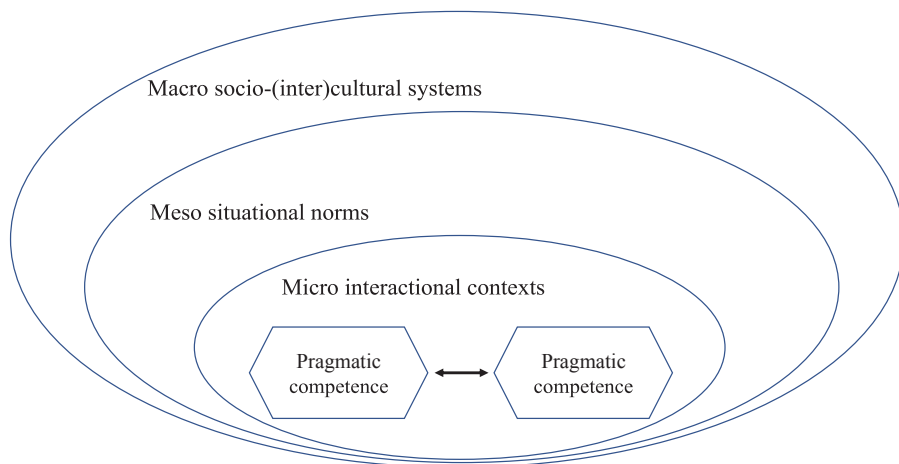 Macro socio-(inter)cultural systems
Meso situational norms
Micro interactional contexts
Pragmatic
competence
Pragmatic
competence